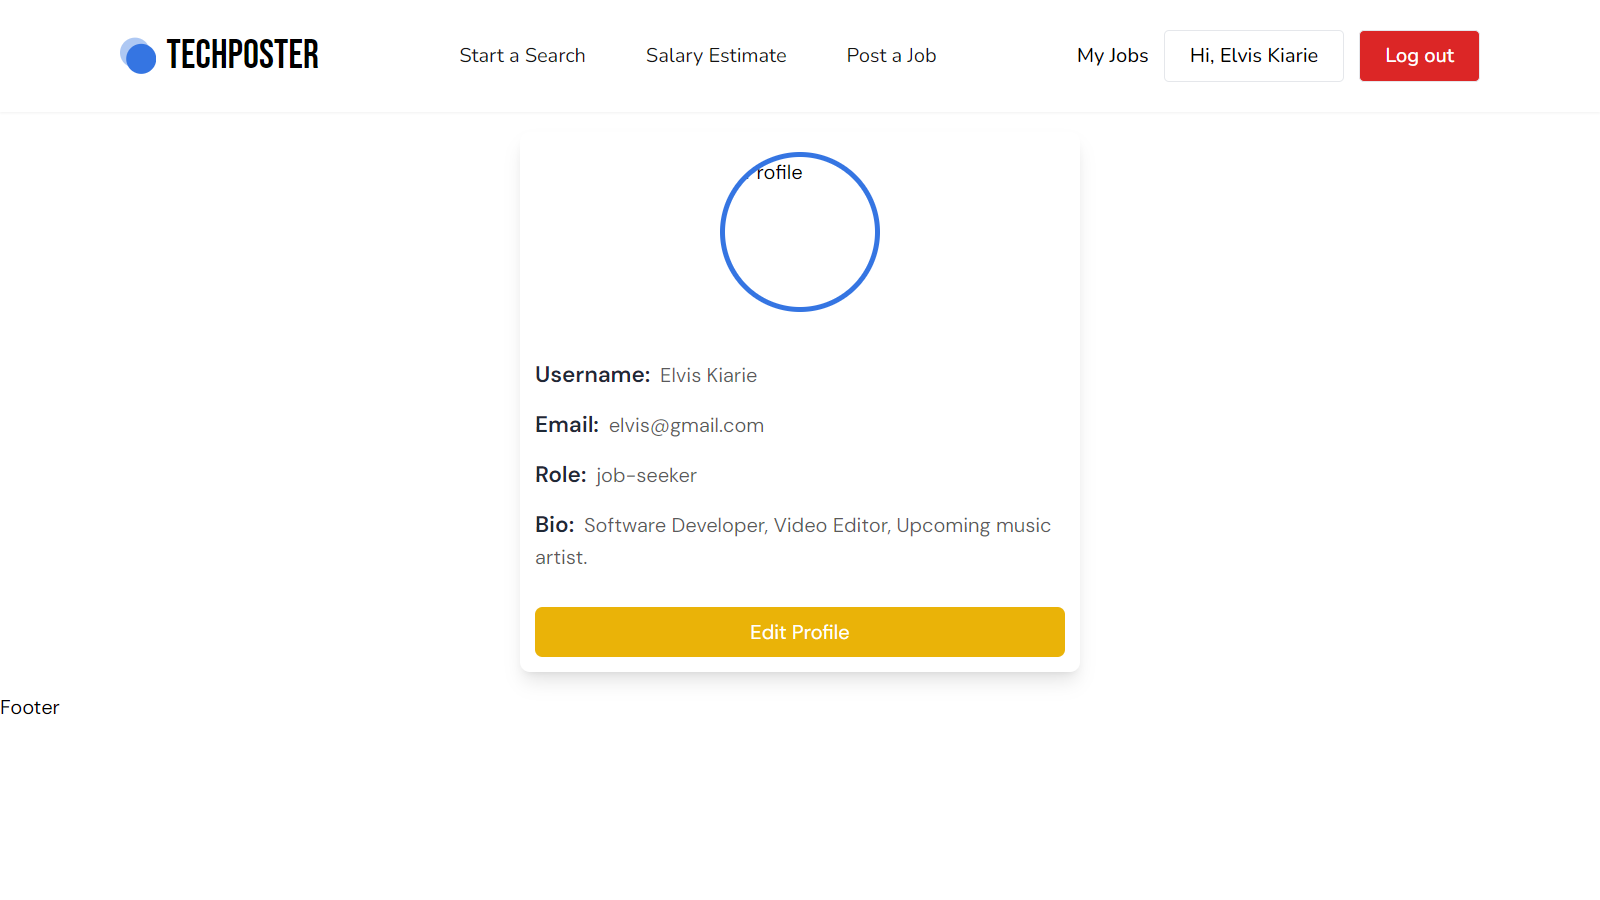 TECHPOSTER Start a Search Salary Estimate Post a Job My Jobs Hi, Elvis Kiarie Log out
rofile
Username: Elvis Kiarie
Email: elvis@gmail.com
Role: job-seeker
Bio: Software Developer, Video Editor, Upcoming music
artist.
Edit Profile
Footer